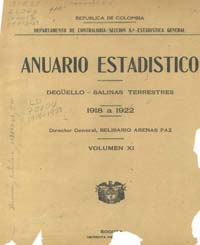 REPUBLICA DE COLOMBIA
DEPARTAMENTO DE CONTRALORIA-SECCION 3.ª-ESTADISTICA GENERAL
ANUARIO ESTADISTICO
DEGÜELLO - SALINAS TERRESTRES
1918 a 1922
Director General, BELISARIO ARENAS PAZ
VOLUMEN XI
BOGOTA